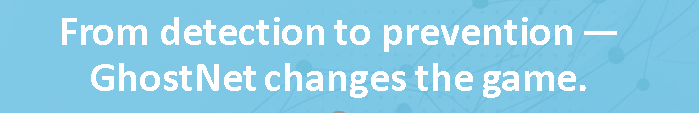 From detection to prevention —
GhostNet changes the game.